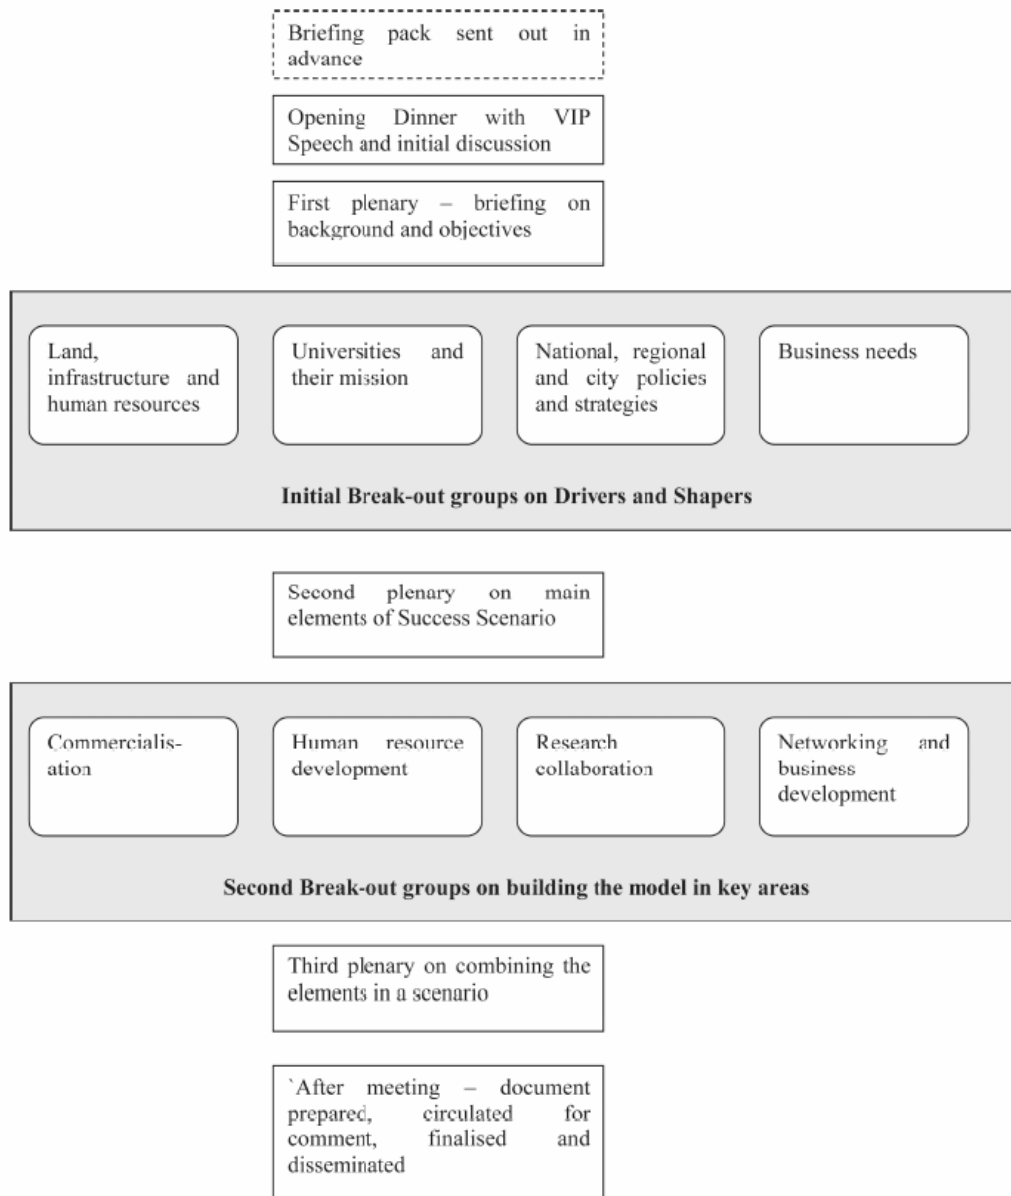 Briefing pack sent out in
advance
Opening Dinner with VIP
Speech and initial discussion
First plenary – briefing on
background and objectives
Land,
infrastructure and
human resources
Universities and
their mission
National, regional
and city policies
and strategies
Business needs
Initial Break-out groups on Drivers and Shapers
Second plenary on main
elements of Success Scenario
Commercialis-
ation
Human resource
development
Research
collaboration
Networking and
business
development
Second Break-out groups on building the model in key areas
Third plenary on combining the
elements in a scenario
`After meeting – document
prepared, circulated for
comment, finalised and
disseminated